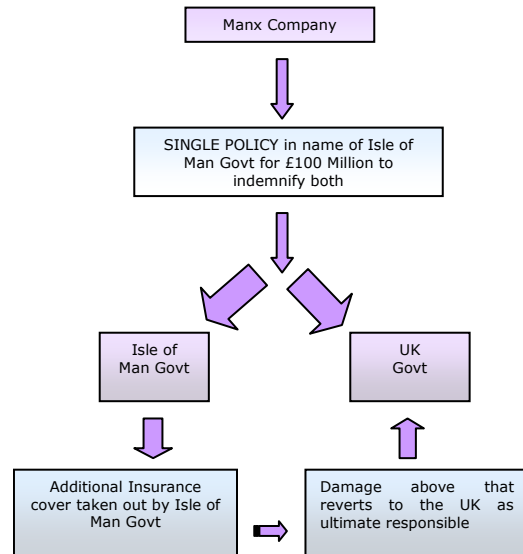 Manx Company
SINGLE POLICY in name of Isle of
Man Govt for £100 Million to
indemnify both
Isle of
Man Govt
UK
Govt
Additional Insurance
cover taken out by Isle of
Man Govt
Damage above that
reverts to the UK as
ultimate responsible